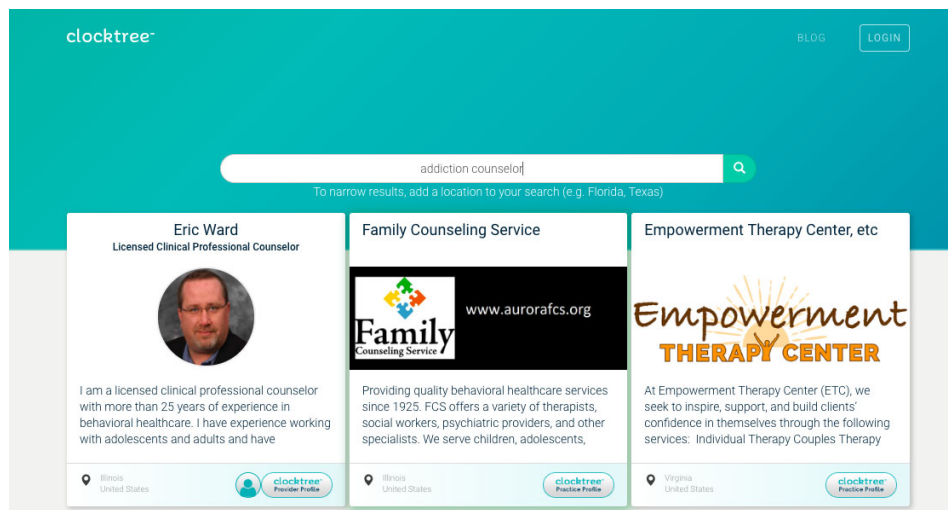 clocktree
BLOG
LOGIN
addiction counselor
To narrow results, add a location to your search (e.g. Florida, Texas)
Eric Ward
Licensed Clinical Professional Counselor
I am a licensed clinical professional counselor
with more than 25 years of experience in
behavioral healthcare. I have experience working
with adolescents and adults and have
Illinois
United States
clocktree
Provider Profile
Family Counseling Service
www.aurorafcs.org
Family
Counseling Service
Providing quality behavioral healthcare services
since 1925. FCS offers a variety of therapists,
social workers, psychiatric providers, and other
specialists. We serve children, adolescents,
Illinois
United States
clocktree
Practice Profile
Empowerment Therapy Center, etc
Empowerment
THERAPY CENTER
At Empowerment Therapy Center (ETC), we
seek to inspire, support, and build clients’
confidence in themselves through the following
services: Individual Therapy Couples Therapy
Virginia
United States
clocktree
Practice Profile